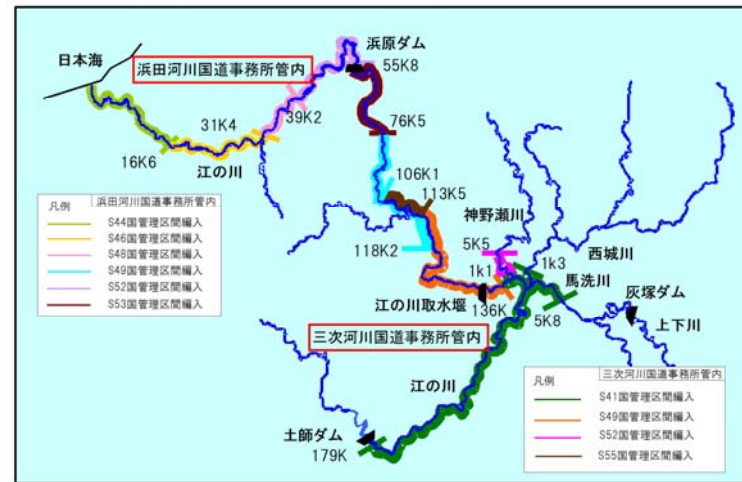 日本海
浜田河川国道事務所管内
浜原ダム
55K8
39K2
31K4
76K5
16K6
江の川
106K1
113K5
神野瀬川
凡例
浜田河川国道事務所管内
S44国管理区間編入
S46国管理区間編入
S48国管理区間編入
S49国管理区間編入
S52国管理区間編入
S53国管理区間編入
118K2
5K5
西城川
1k1
1k3
馬洗川
江の川取水堰
136K
5K8
灰塚ダム
上下川
三次河川国道事務所管内
江の川
土師ダム
179K
凡例
三次河川国道事務所管内
S41国管理区間編入
S49国管理区間編入
S52国管理区間編入
S55国管理区間編入